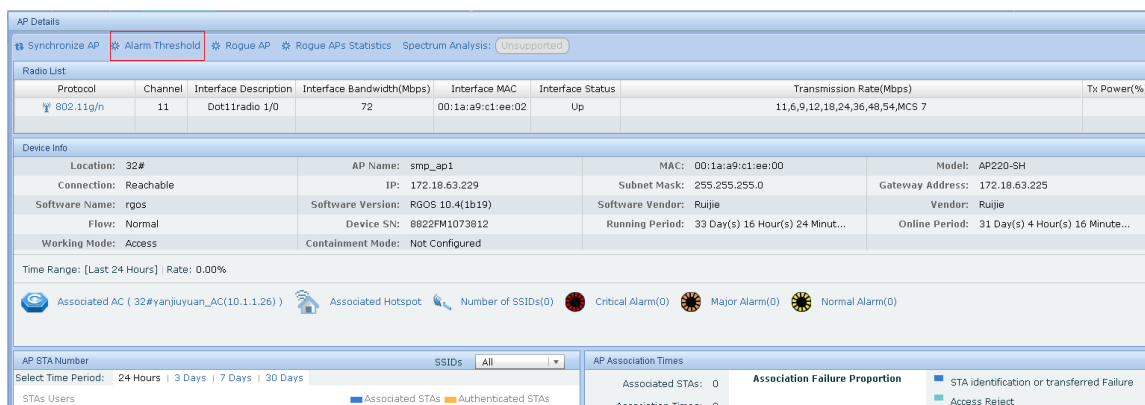 AP Details
Synchronize AP Alarm Threshold Rogue AP Rogue APs Statistics Spectrum Analysis: Unsupported
Radio List
Protocol Channel Interface Description Interface Bandwidth(Mbps) Interface MAC Interface Status Transmission Rate(Mbps) Tx Power(%
802.11g/n 11 Dot11radio 1/0 72 00:1a:a9:c1:ee:02 Up 11,6,9,12,18,24,36,48,54,MCS 7
Device Info
Location: 32# AP Name: smp_ap1 MAC: 00:1a:a9:c1:ee:00 Model: AP220-SH
Connection: Reachable IP: 172.18.63.229 Subnet Mask: 255.255.255.0 Gateway Address: 172.18.63.225
Software Name: rgos Software Version: RGOS 10.4(1b19) Software Vendor: Ruijie Vendor: Ruijie
Flow: Normal Device SN: 8822FM1073812 Running Period: 33 Day(s) 16 Hour(s) 24 Minut... Online Period: 31 Day(s) 4 Hour(s) 16 Minute...
Working Mode: Access Containment Mode: Not Configured
Time Range: [Last 24 Hours] | Rate: 0.00%
Associated AC ( 32#yanjiuyuan_AC(10.1.1.26) ) Associated Hotspot Number of SSIDs(0) Critical Alarm(0) Major Alarm(0) Normal Alarm(0)
AP STA Number SSIDs All AP Association Times
Select Time Period: 24 Hours | 3 Days | 7 Days | 30 Days
Associated STAs: 0 Association Failure Proportion STA identification or transferred Failure
STAs Users Associated STAs Authenticated STAs
Association Times: 0 Access Reject